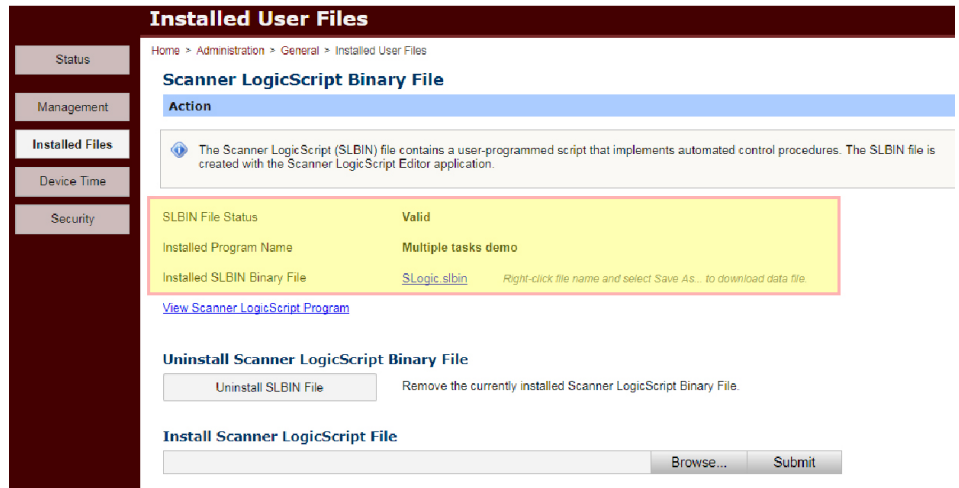 Installed User Files
Home > Administration > General > Installed User Files
Status
Management
Installed Files
Device Time
Security
Scanner LogicScript Binary File
Action
The Scanner LogicScript (SLBIN) file contains a user-programmed script that implements automated control procedures. The SLBIN file is
created with the Scanner LogicScript Editor application.
SLBIN File Status Valid
Installed Program Name Multiple tasks demo
Installed SLBIN Binary File SLogic.slbin Right-click file name and select Save As... to download data file.
View Scanner LogicScript Program
Uninstall Scanner LogicScript Binary File
Uninstall SLBIN File Remove the currently installed Scanner LogicScript Binary File.
Install Scanner LogicScript File
Browse... Submit